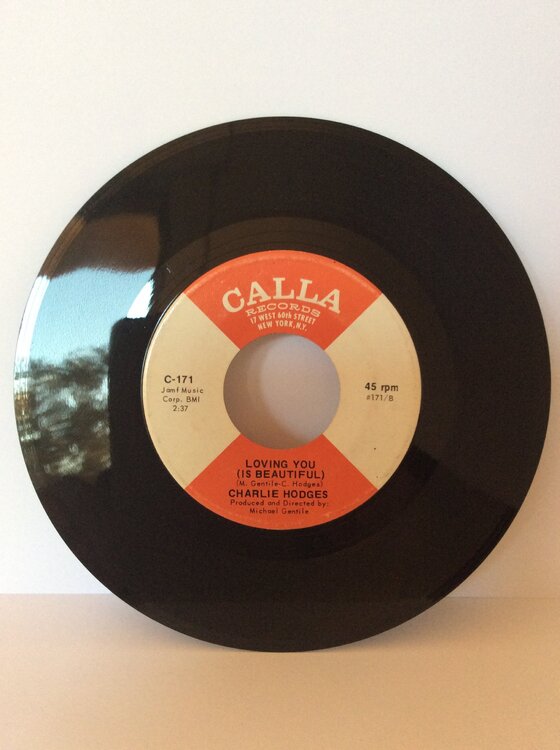 CALLA
RECORDS
17 WEST 60th STREET
NEW YORK, N.Y.
C-171
Jamf Music
Corp. BMI
2:37
45 rpm
#171/B
LOVING YOU
(IS BEAUTIFUL)
(M. Gentile-C. Hodges)
CHARLIE HODGES
Produced and Directed by:
Michael Gentile